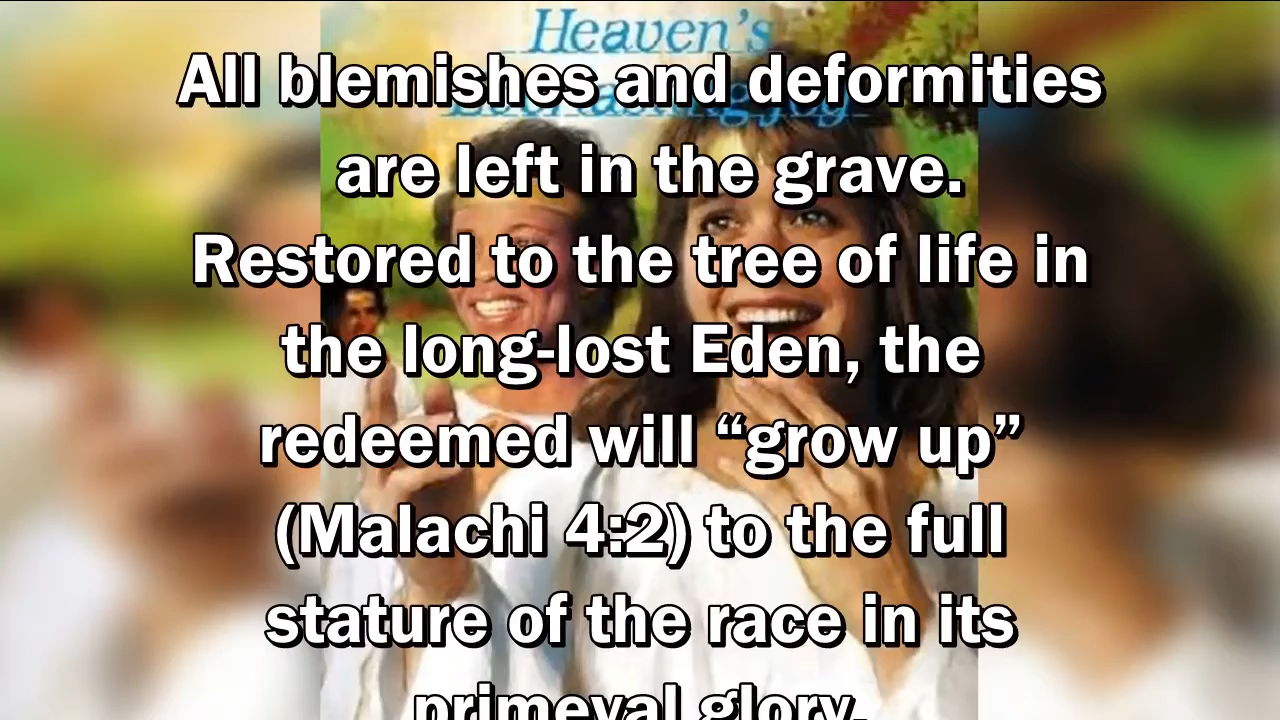 Heaven's
All blemishes and deformities
are left in the grave.
Restored to the tree of life in
the long-lost Eden, the
redeemed will “grow up”
(Malachi 4:2) to the full
stature of the race in its
primeval glory.